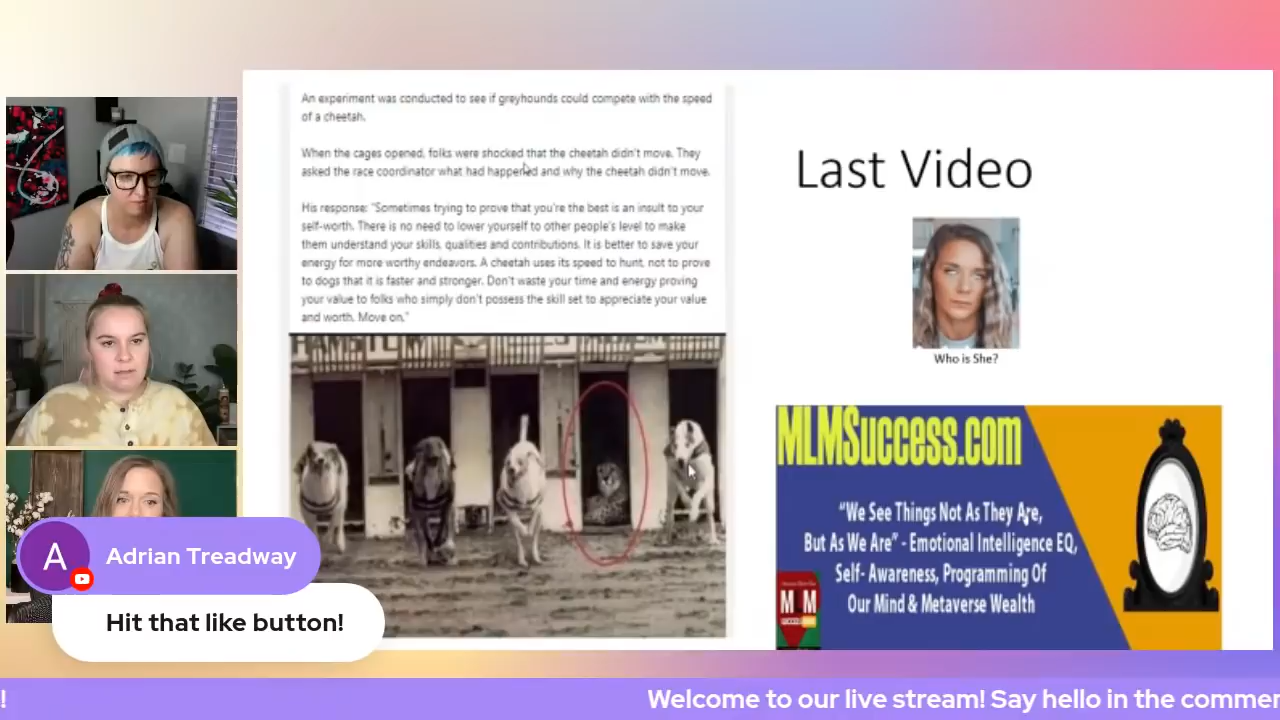 An experiment was conducted to see if greyhounds could compete with the speed
of a cheetah.
When the cages opened, folks were shocked that the cheetah didn't move. They
asked the race coordinator what had happened and why the cheetah didn't move.
His response: "Sometimes trying to prove that you're the best is an insult to your
self-worth. There is no need to lower yourself to other people's level to make
them understand your skills, qualities and contributions. It is better to save your
energy for more worthy endeavors. A cheetah uses its speed to hunt, not to prove
to dogs that it is faster and stronger. Don't waste your time and energy proving
your value to folks who simply don't possess the skill set to appreciate your value
and worth. Move on."
Last Video
Who is She?
MLMSuccess.com
"We See Things Not As They Are,
But As We Are" - Emotional Intelligence EQ,
Self- Awareness, Programming Of
Our Mind & Metaverse Wealth
A
Adrian Treadway
Hit that like button!
!
Welcome to our live stream! Say hello in the commen